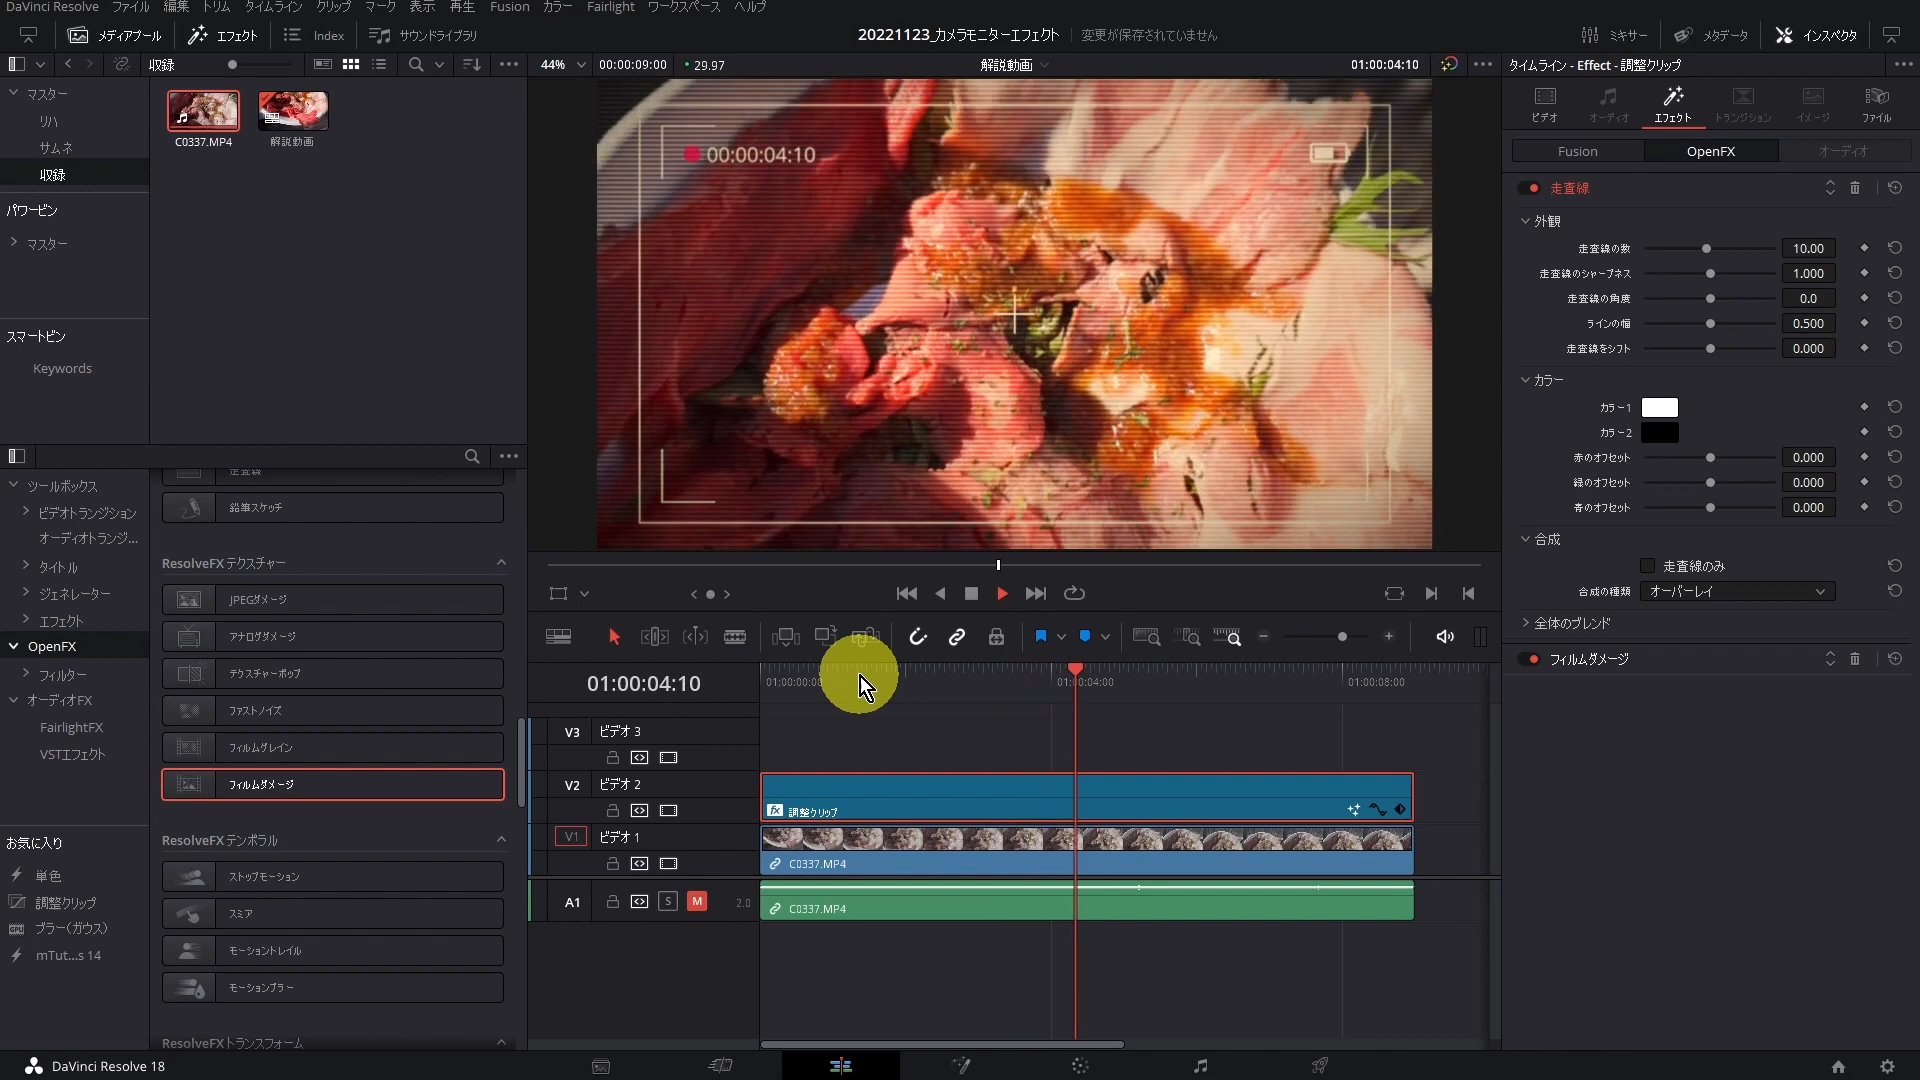 DaVinci Resolve ファイル 編集 トリム タイムライン クリップ マーク 表示 再生 Fusion カラー Fairlight ワークスペース ヘルプ
メディアプール エフェクト Index サウンドライブラリ
20221123_カメラモニターエフェクト 変更が保存されていません
ミキサー メタデータ インスペクタ
収録
44% 00:00:09:00 29.97 解説動画 01:00:04:10
タイムライン - Effect - 調整クリップ
マスター
リハ
サムネ
収録
パワービン
マスター
スマートビン
Keywords
C0337.MP4
解説動画
00:00:04:10
ビデオ オーディオ エフェクト トランジション イメージ ファイル
Fusion OpenFX オーディオ
走査線
外観
走査線の数 10.00
走査線のシャープネス 1.000
走査線の角度 0.0
ラインの幅 0.500
走査線をシフト 0.000
カラー
カラー1
カラー2
赤のオフセット 0.000
緑のオフセット 0.000
青のオフセット 0.000
合成
走査線のみ
合成の種類 オーバーレイ
全体のブレンド
フィルムダメージ
ツールボックス
ビデオトランジション
オーディオトランジ...
タイトル
ジェネレーター
エフェクト
OpenFX
フィルター
オーディオFX
FairlightFX
VSTエフェクト
お気に入り
単色
調整クリップ
ブラー(ガウス)
mTut...s 14
走査線
鉛筆スケッチ
ResolveFX テクスチャー
JPEGダメージ
アナログダメージ
テクスチャーポップ
ファストノイズ
フィルムグレイン
フィルムダメージ
ResolveFX テンポラル
ストップモーション
スミア
モーショントレイル
モーションブラー
ResolveFX トランスフォーム
01:00:04:10
01:00:00:00 01:00:04:00 01:00:08:00
V3 ビデオ 3
V2 ビデオ 2
fx 調整クリップ
V1 ビデオ 1
C0337.MP4
A1 S M 2.0
C0337.MP4
DaVinci Resolve 18